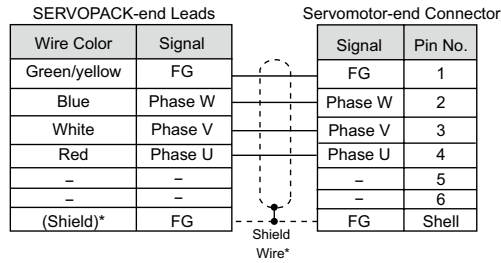 SERVOPACK-end Leads Servomotor-end Connector
Wire Color Signal Signal Pin No.
Green/yellow FG FG 1
Blue Phase W Phase W 2
White Phase V Phase V 3
Red Phase U Phase U 4
– – – 5
– – – 6
(Shield)* FG FG Shell
Shield
Wire*